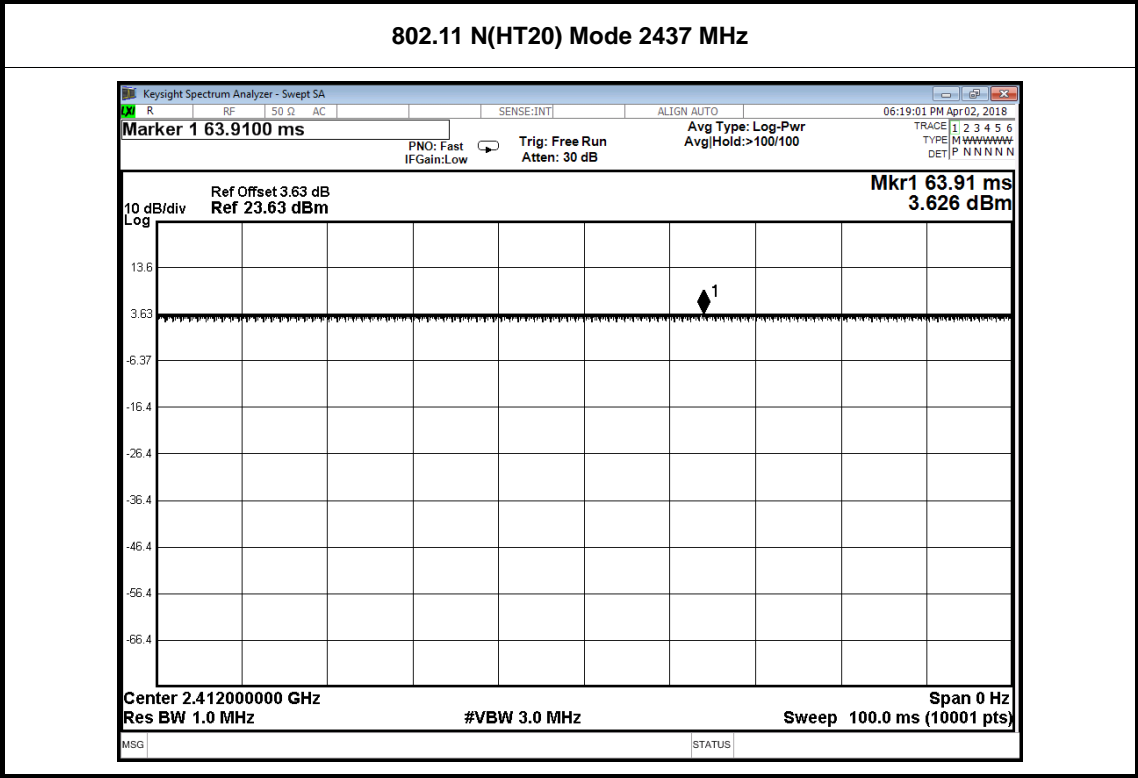 802.11 N(HT20) Mode 2437 MHz
Keysight Spectrum Analyzer - Swept SA
LXI R RF 50 Ω AC SENSE:INT ALIGN AUTO 06:19:01 PM Apr 02, 2018
Marker 1 63.9100 ms
PNO: Fast
IFGain:Low
Trig: Free Run
Atten: 30 dB
Avg Type: Log-Pwr
Avg|Hold:>100/100
TRACE 1 2 3 4 5 6
TYPE M W W W W W
DET P N N N N N
Ref Offset 3.63 dB
10 dB/div Ref 23.63 dBm
Log
Mkr1 63.91 ms
3.626 dBm
13.6
1
3.63
-6.37
-16.4
-26.4
-36.4
-46.4
-56.4
-66.4
Center 2.412000000 GHz Span 0 Hz
Res BW 1.0 MHz #VBW 3.0 MHz Sweep 100.0 ms (10001 pts)
MSG STATUS